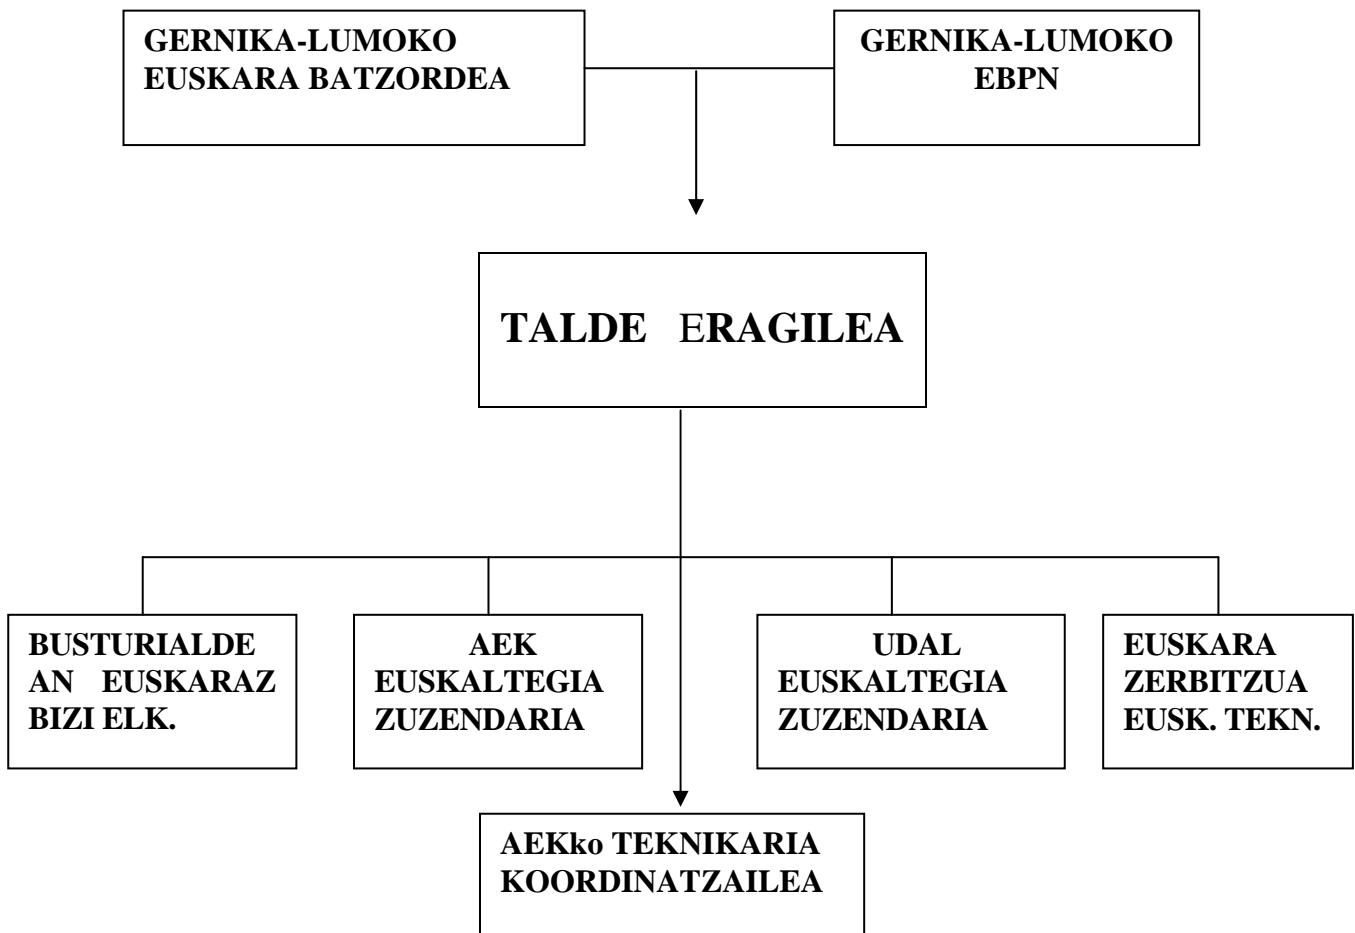 GERNIKA-LUMOKO
EUSKARA BATZORDEA
GERNIKA-LUMOKO
EBPN
TALDE ERAGILEA
BUSTURIALDE
AN EUSKARAZ
BIZI ELK.
AEK
EUSKALTEGIA
ZUZENDARIA
UDAL
EUSKALTEGIA
ZUZENDARIA
EUSKARA
ZERBITZUA
EUSK. TEKN.
AEKko TEKNIKARIA
KOORDINATZAILEA